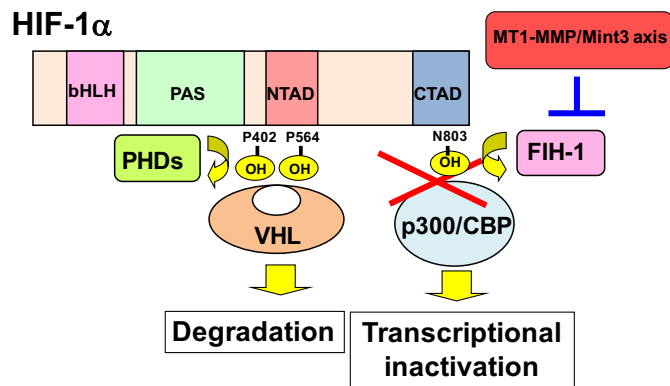 HIF-1α
MT1-MMP/Mint3 axis
bHLH
PAS
NTAD
CTAD
P402 P564
N803
PHDs
OH
OH
OH
FIH-1
VHL
p300/CBP
Degradation
Transcriptional
inactivation